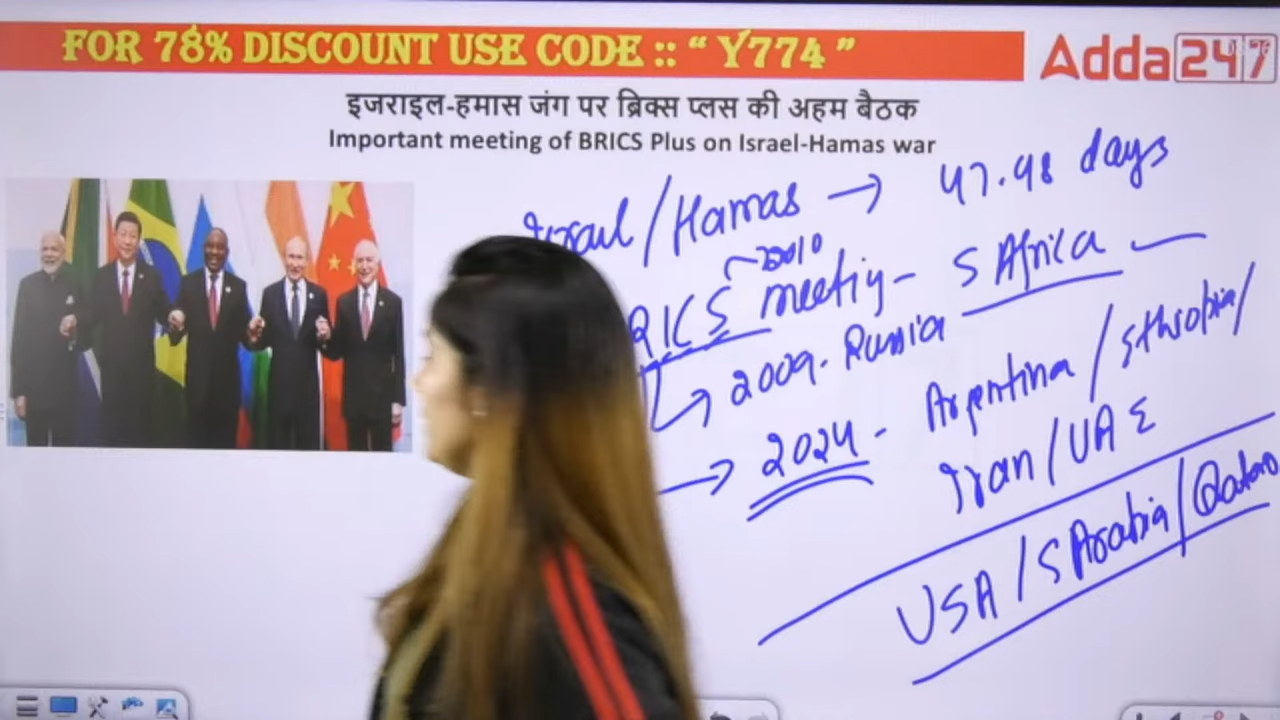 FOR 78% DISCOUNT USE CODE :: “ Y774 ”
Adda247
इजराइल-हमास जंग पर ब्रिक्स प्लस की अहम बैठक
Important meeting of BRICS Plus on Israel-Hamas war
/Hamas → 47.48 days
2010
RICS meetiy - S Africa
↳ 2009. Russia
→ 2024 - Argentina / Ethiopia/
Iran/UAE
USA / S Arabia / Qatar